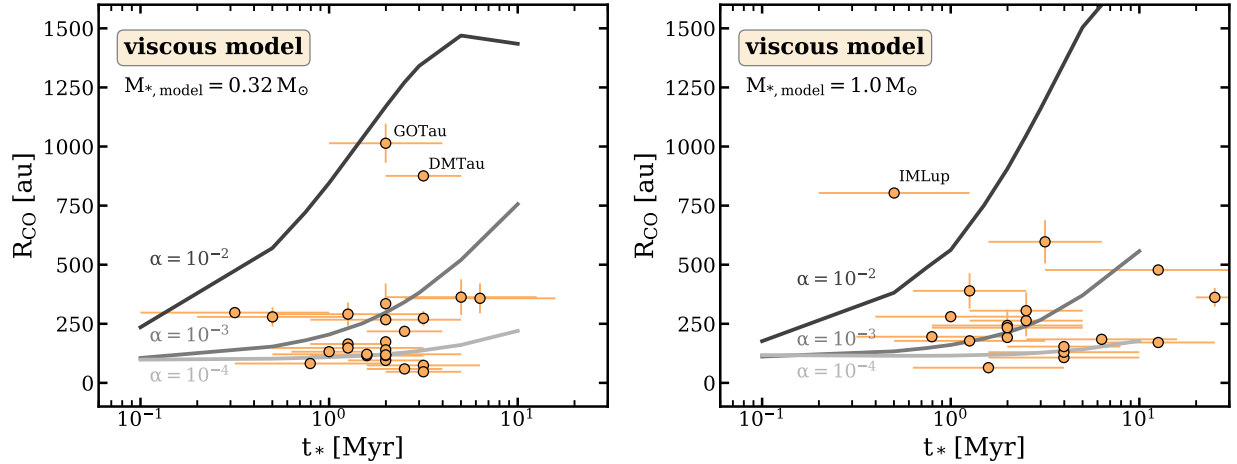 viscous model
M*,model = 0.32 M⊙
GOTau
DMTau
α = 10⁻²
α = 10⁻³
α = 10⁻⁴
1500
1250
1000
750
500
250
0
R_CO [au]
10⁻¹ 10⁰ 10¹
t* [Myr]
viscous model
M*,model = 1.0 M⊙
IMLup
α = 10⁻²
α = 10⁻³
α = 10⁻⁴
1500
1250
1000
750
500
250
0
R_CO [au]
10⁻¹ 10⁰ 10¹
t* [Myr]